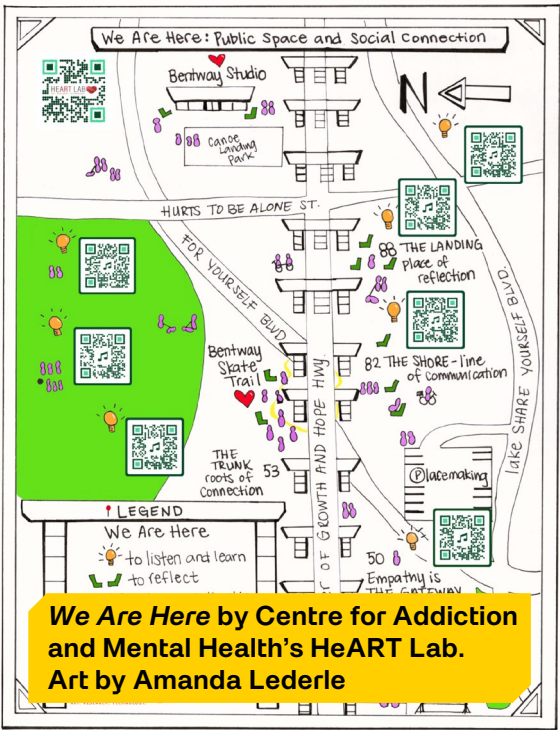 We Are Here: Public Space and Social Connection
HEART LAB
Bentway Studio
N
Canoe
Landing
Park
HURTS TO BE ALONE ST.
FOR YOURSELF BLVD
88 THE LANDING
place of
reflection
lake SHARE YOURSELF BLVD.
Bentway
Skate
Trail
82 THE SHORE-line
of communication
OF GROWTH AND HOPE HWY.
THE
TRUNK 53
roots of
connection
P lacemaking
LEGEND
We Are Here
to listen and learn
to reflect
50
Empathy is
THE GATEWAY
We Are Here by Centre for Addiction
and Mental Health's HeART Lab.
Art by Amanda Lederle